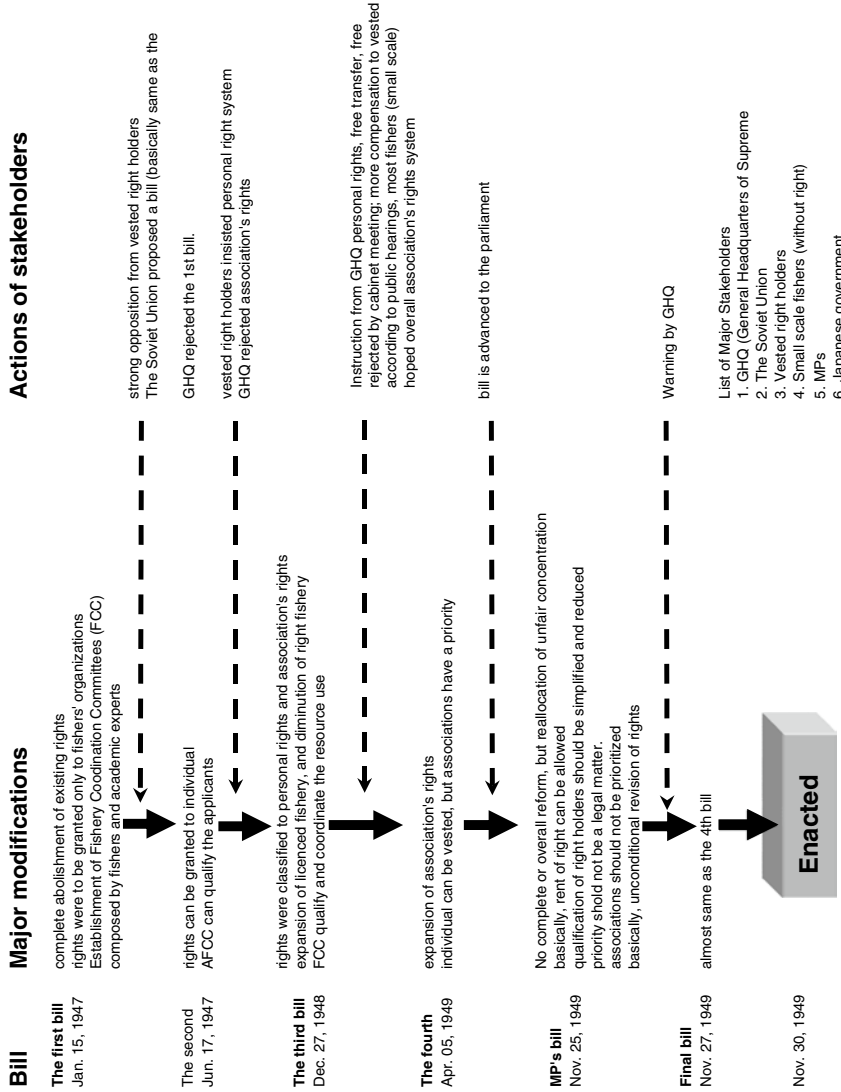 Bill
Major modifications
Actions of stakeholders
The first bill
Jan. 15, 1947
complete abolishment of existing rights
rights were to be granted only to fishers' organizations
Establishment of Fishery Coodination Committees (FCC)
composed by fishers and academic experts
strong opposition from vested right holders
The Soviet Union proposed a bill (basically same as the
GHQ rejected the 1st bill.
The second
Jun. 17, 1947
rights can be granted to individual
AFCC can qualify the applicants
vested right holders insisted personal right system
GHQ rejected association's rights
The third bill
Dec. 27, 1948
rights were classified to personal rights and association's rights
expansion of licenced fishery, and diminution of right fishery
FCC qualify and coordinate the resource use
Instruction from GHQ personal rights, free transfer, free
rejected by cabinet meeting; more compensation to vested
according to public hearings, most fishers (small scale)
hoped overall association's rights system
The fourth
Apr. 05, 1949
expansion of association's rights
individual can be vested, but associations have a priority
bill is advanced to the parliament
MP's bill
Nov. 25, 1949
No complete or overall reform, but reallocation of unfair concentration
basically, rent of right can be allowed
qualification of right holders should be simplified and reduced
priority shold not be a legal matter.
associations should not be prioritized
basically, unconditional revision of rights
Warning by GHQ
Final bill
Nov. 27, 1949
almost same as the 4th bill
Nov. 30, 1949
Enacted
List of Major Stakeholders
1. GHQ (General Headquarters of Supreme
2. The Soviet Union
3. Vested right holders
4. Small scale fishers (without right)
5. MPs
6. Japanese government